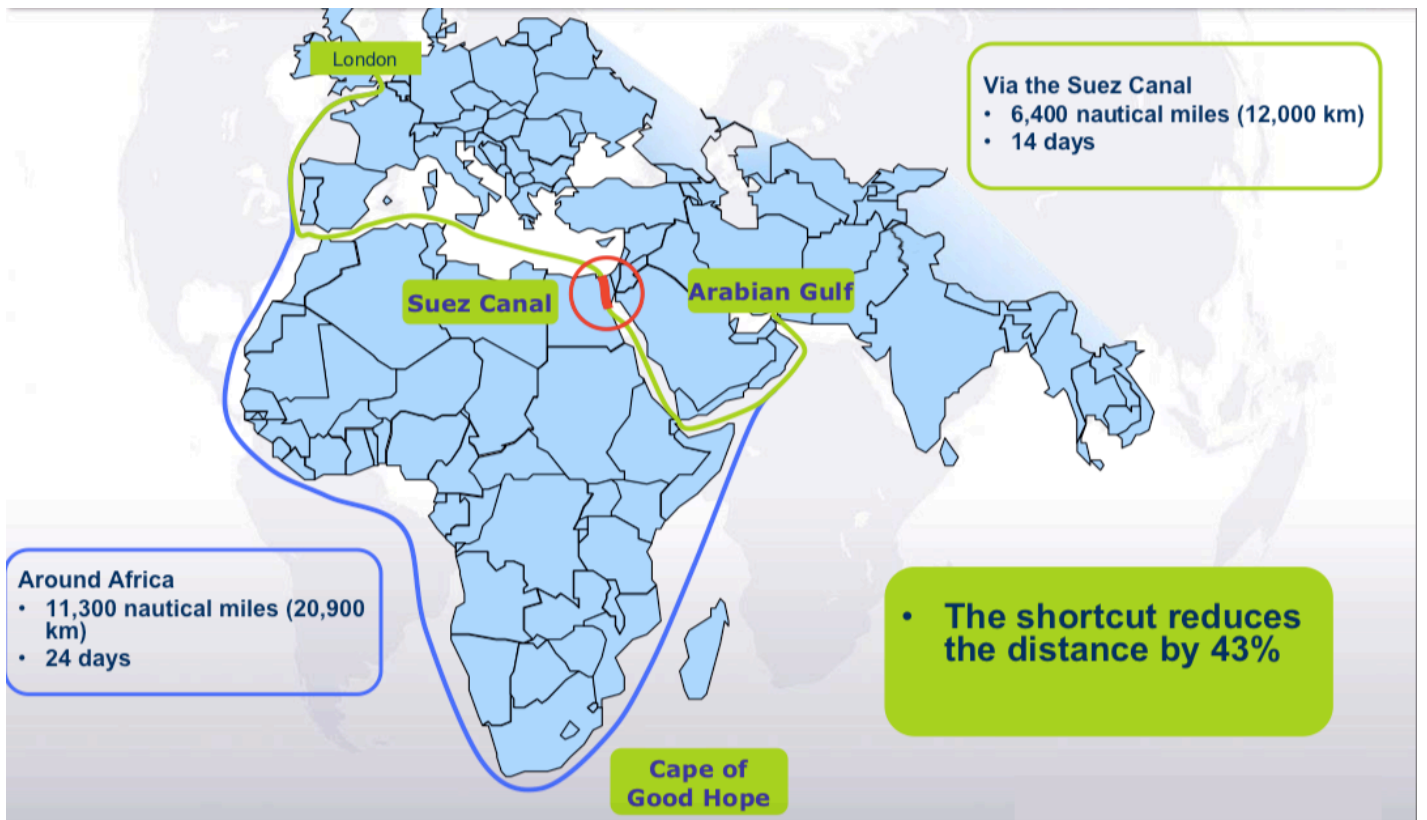 London
Via the Suez Canal
• 6,400 nautical miles (12,000 km)
• 14 days
Suez Canal
Arabian Gulf
Around Africa
• 11,300 nautical miles (20,900
km)
• 24 days
• The shortcut reduces
the distance by 43%
Cape of
Good Hope